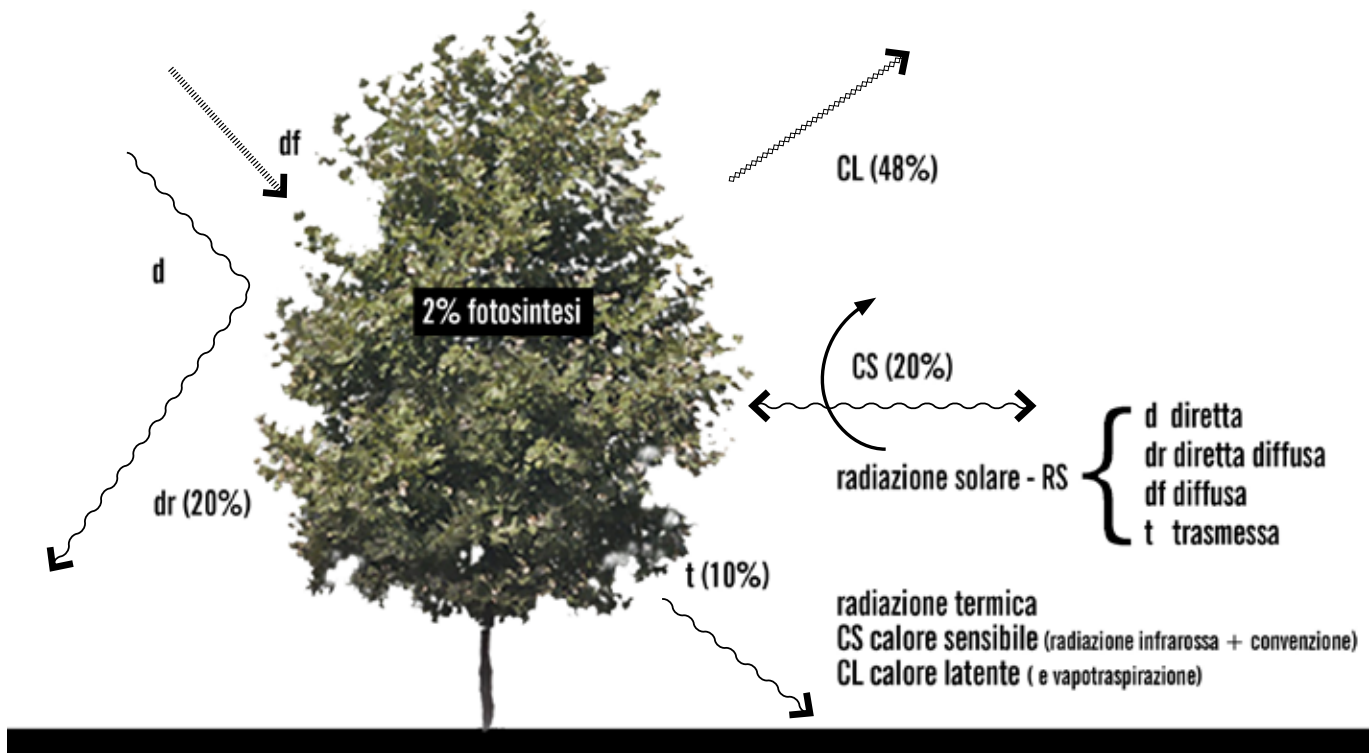 df
CL (48%)
d
2% fotosintesi
CS (20%)
dr (20%)
radiazione solare - RS
d diretta
dr diretta diffusa
df diffusa
t trasmessa
t (10%)
radiazione termica
CS calore sensibile (radiazione infrarossa + convenzione)
CL calore latente ( e vapotraspirazione)